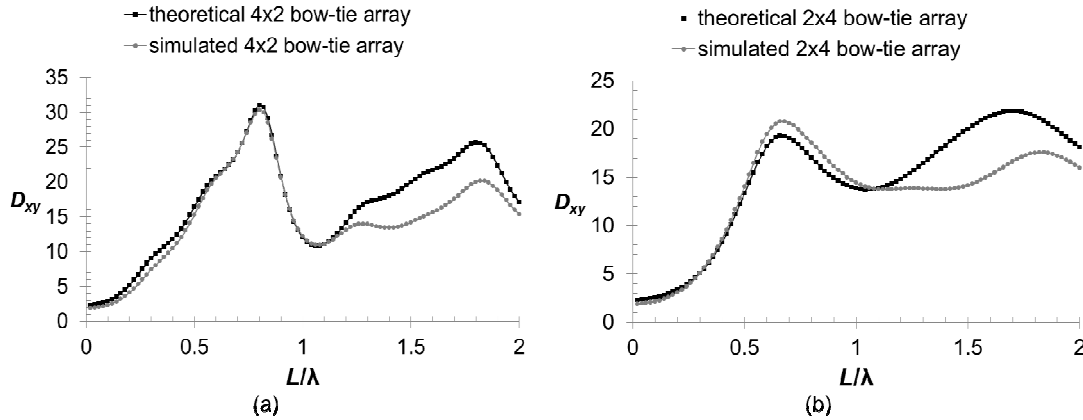 theoretical 4x2 bow-tie array
simulated 4x2 bow-tie array
35
30
25
20
15
10
5
0
Dxy
0
0.5
1
1.5
2
L/λ
(a)
theoretical 2x4 bow-tie array
simulated 2x4 bow-tie array
25
20
15
10
5
0
Dxy
0
0.5
1
1.5
2
L/λ
(b)